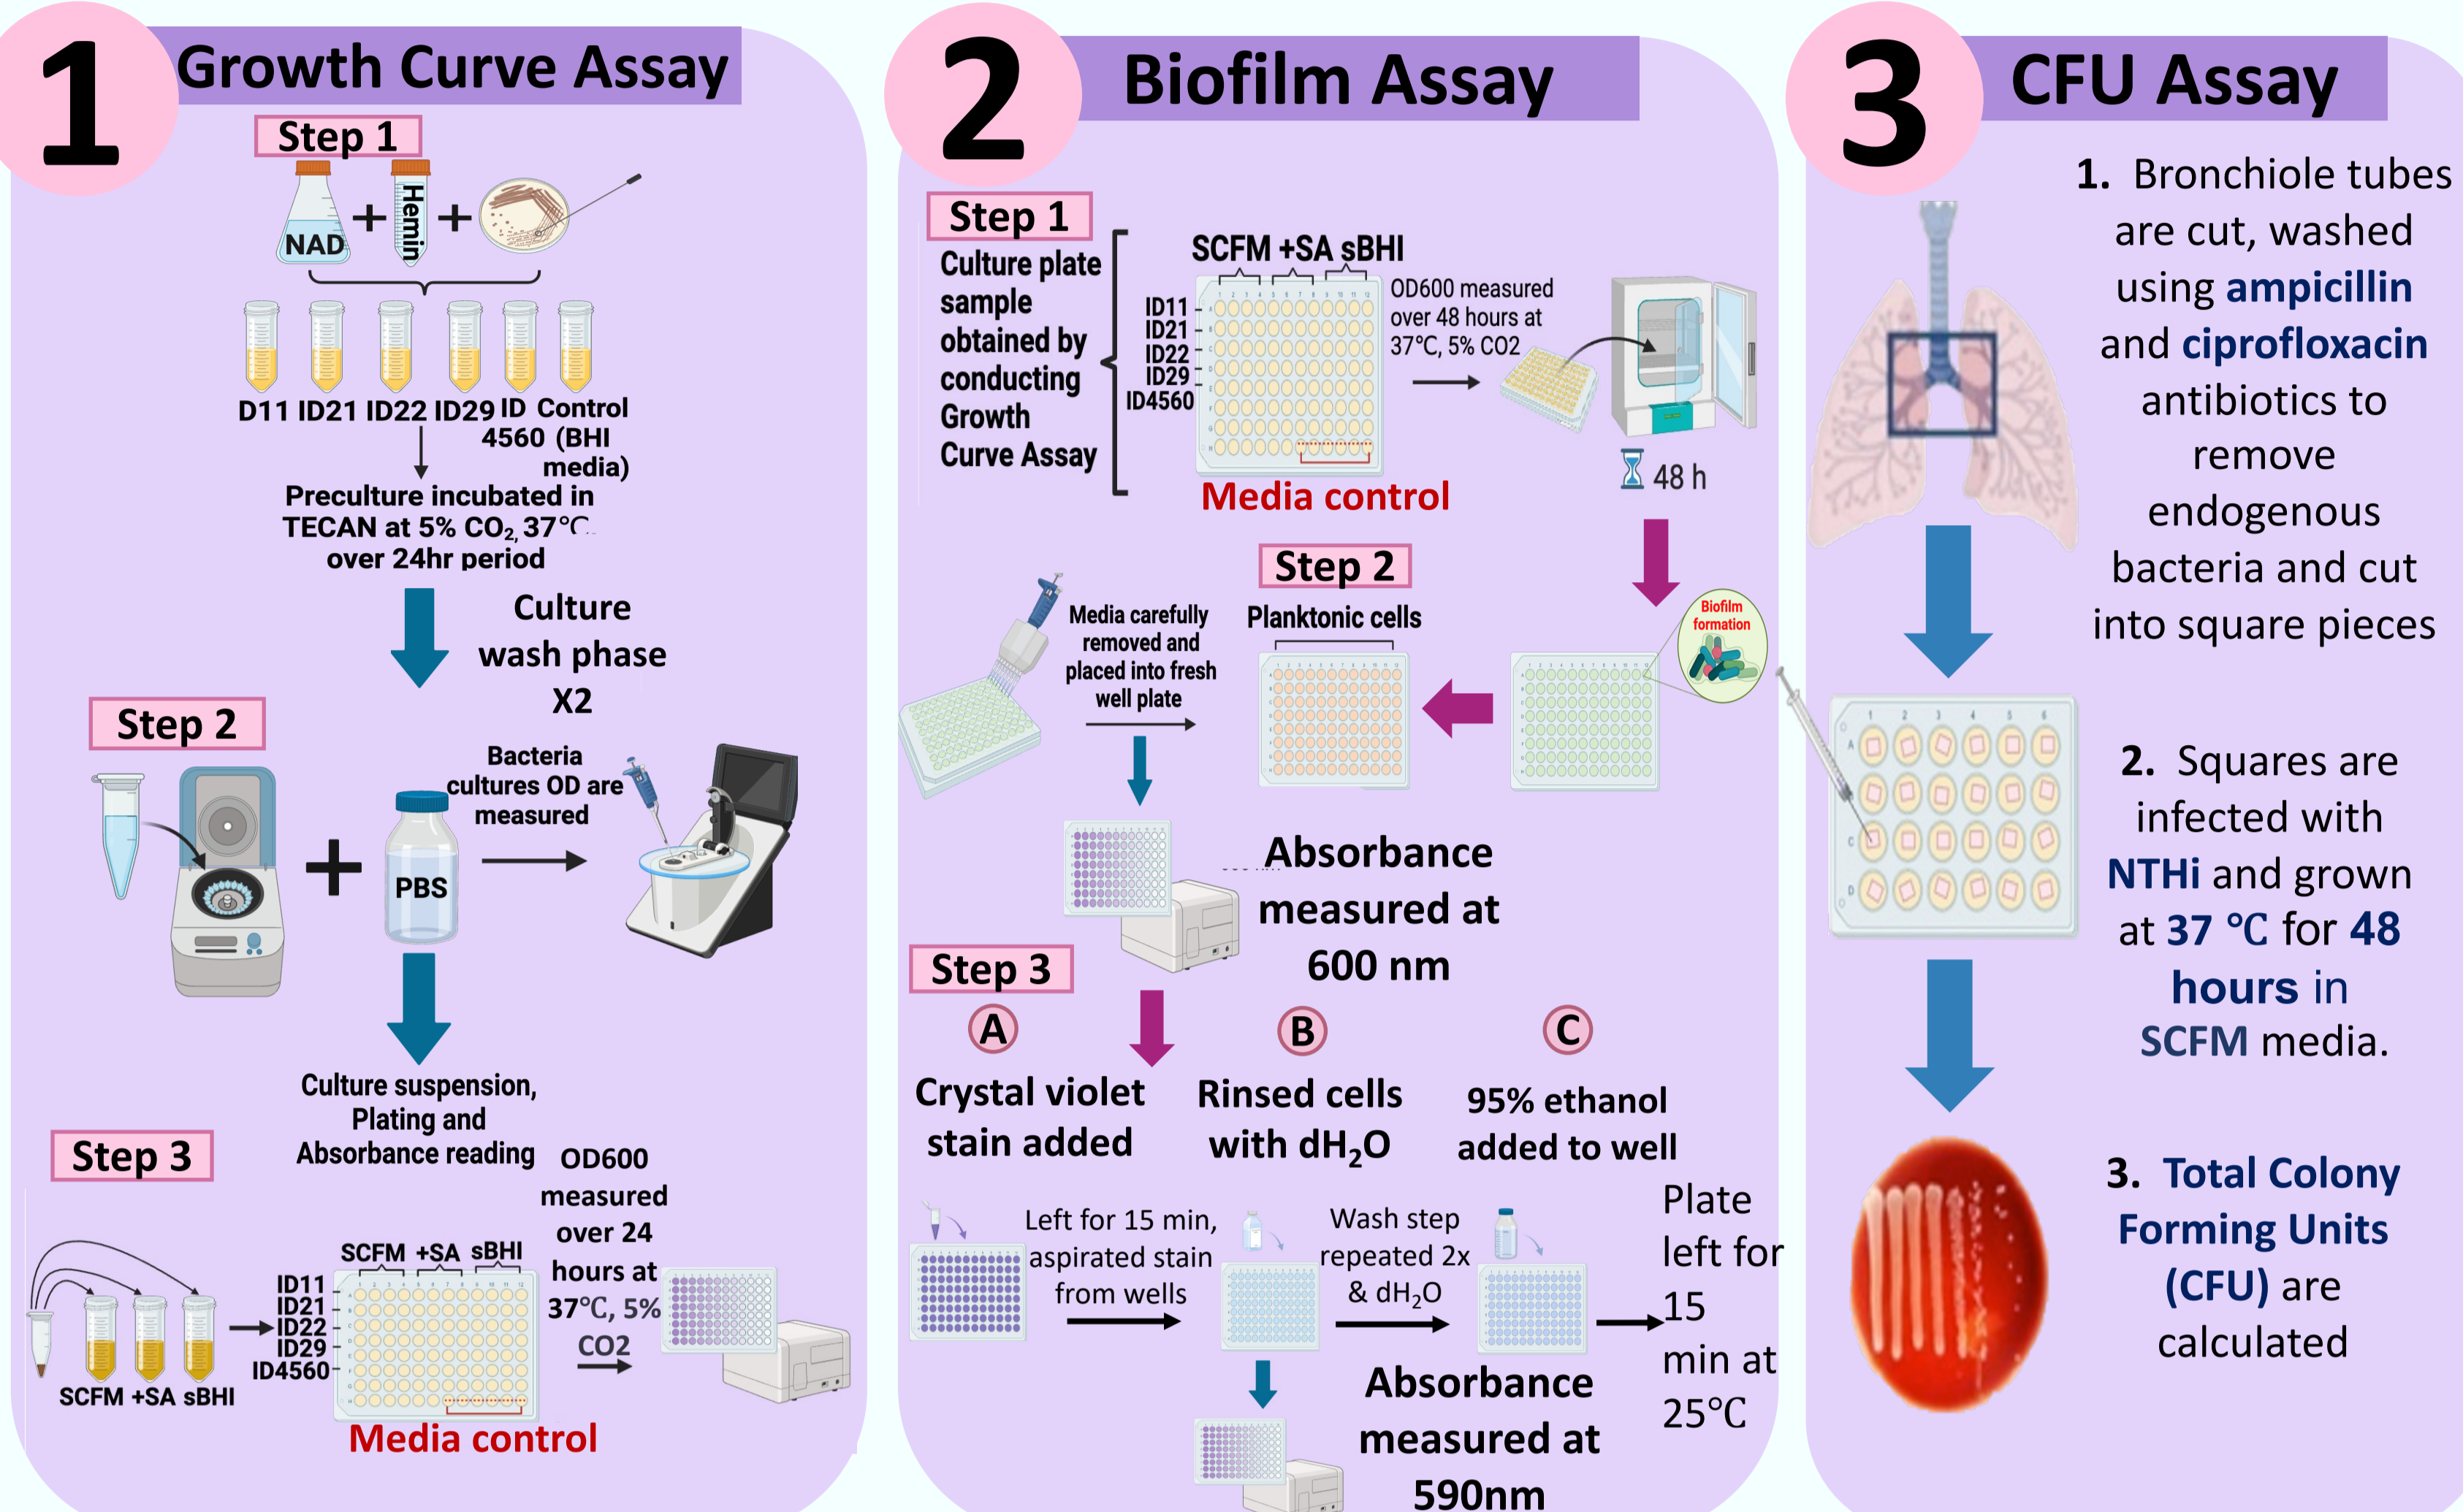 1
Growth Curve Assay
Step 1
NAD
+
Hemin
+
D11 ID21 ID22 ID29 ID Control
4560 (BHI
media)
Preculture incubated in
TECAN at 5% CO₂, 37℃
over 24hr period
Culture
wash phase
X2
Step 2
+
PBS
Bacteria
cultures OD are
measured
Culture suspension,
Plating and
Absorbance reading
Step 3
SCFM +SA sBHI
SCFM +SA sBHI
ID11
ID21
ID22
ID29
ID4560
Media control
OD600
measured
over 24
hours at
37℃, 5%
CO2
2
Biofilm Assay
Step 1
Culture plate
sample
obtained by
conducting
Growth
Curve Assay
SCFM +SA sBHI
ID11
ID21
ID22
ID29
ID4560
Media control
OD600 measured
over 48 hours at
37℃, 5% CO2
48 h
Step 2
Biofilm
formation
Planktonic cells
Media carefully
removed and
placed into fresh
well plate
Absorbance
measured at
600 nm
Step 3
A
Crystal violet
stain added
Left for 15 min,
aspirated stain
from wells
B
Rinsed cells
with dH₂O
Wash step
repeated 2x
& dH₂O
C
95% ethanol
added to well
Plate
left for
15
min at
25℃
Absorbance
measured at
590nm
3
CFU Assay
1. Bronchiole tubes
are cut, washed
using ampicillin
and ciprofloxacin
antibiotics to
remove
endogenous
bacteria and cut
into square pieces
1 2 3 4 5 6
A
B
C
D
2. Squares are
infected with
NTHi and grown
at 37 ℃ for 48
hours in
SCFM media.
3. Total Colony
Forming Units
(CFU) are
calculated